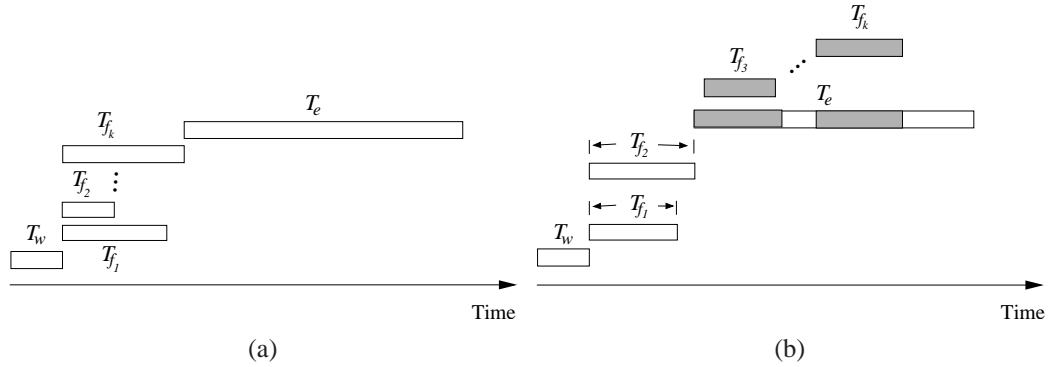 T_e
T_{f_k}
T_{f_2}
T_w
T_{f_1}
Time
(a)
T_{f_k}
T_{f_3}
T_e
T_{f_2}
T_{f_1}
T_w
Time
(b)